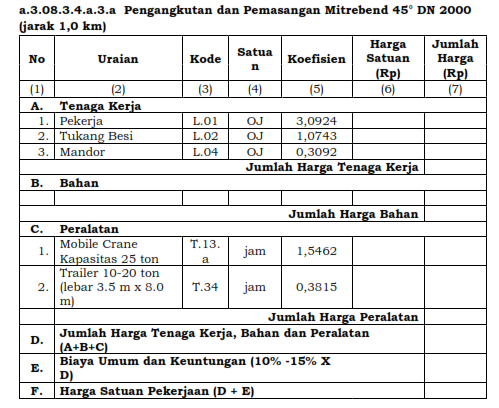 a.3.08.3.4.a.3.a Pengangkutan dan Pemasangan Mitrebend 45° DN 2000
(jarak 1,0 km)
No Uraian Kode Satua
n Koefisien Harga
Satuan
(Rp) Jumlah
Harga
(Rp)
(1) (2) (3) (4) (5) (6) (7)
A. Tenaga Kerja
1. Pekerja L.01 OJ 3,0924
2. Tukang Besi L.02 OJ 1,0743
3. Mandor L.04 OJ 0,3092
Jumlah Harga Tenaga Kerja
B. Bahan
Jumlah Harga Bahan
C. Peralatan
1. Mobile Crane
Kapasitas 25 ton T.13.
a jam 1,5462
2. Trailer 10-20 ton
(lebar 3.5 m x 8.0
m) T.34 jam 0,3815
Jumlah Harga Peralatan
D. Jumlah Harga Tenaga Kerja, Bahan dan Peralatan
(A+B+C)
E. Biaya Umum dan Keuntungan (10% -15% X
D)
F. Harga Satuan Pekerjaan (D + E)